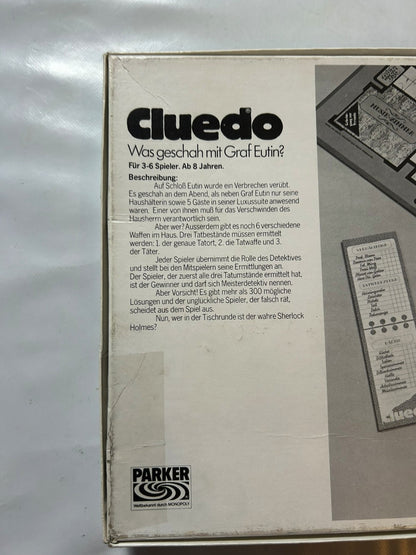 Cluedo
Was geschah mit Graf Eutin?
Für 3-6 Spieler. Ab 8 Jahren.
Beschreibung:
Auf Schloß Eutin wurde ein Verbrechen verübt.
Es geschah an dem Abend, als neben Graf Eutin nur seine
Haushälterin sowie 5 Gäste in seiner Luxussuite anwesend
waren. Einer von ihnen muß für das Verschwinden des
Hausherrn verantwortlich sein.
Aber wer? Ausserdem gibt es noch 6 verschiedene
Waffen im Haus. Drei Tatbestände müssen ermittelt
werden: 1. der genaue Tatort, 2. die Tatwaffe und 3.
der Täter.
Jeder Spieler übernimmt die Rolle des Detektives
und stellt bei den Mitspielern seine Ermittlungen an.
Der Spieler, der zuerst alle drei Tatumstände ermittelt hat,
ist der Gewinner und darf sich Meisterdetektiv nennen.
Aber Vorsicht! Es gibt mehr als 300 mögliche
Lösungen und der unglückliche Spieler, der falsch rät,
scheidet aus dem Spiel aus.
Nun, wer in der Tischrunde ist der wahre Sherlock
Holmes?
PARKER
Weltbekannt durch MONOPOLY